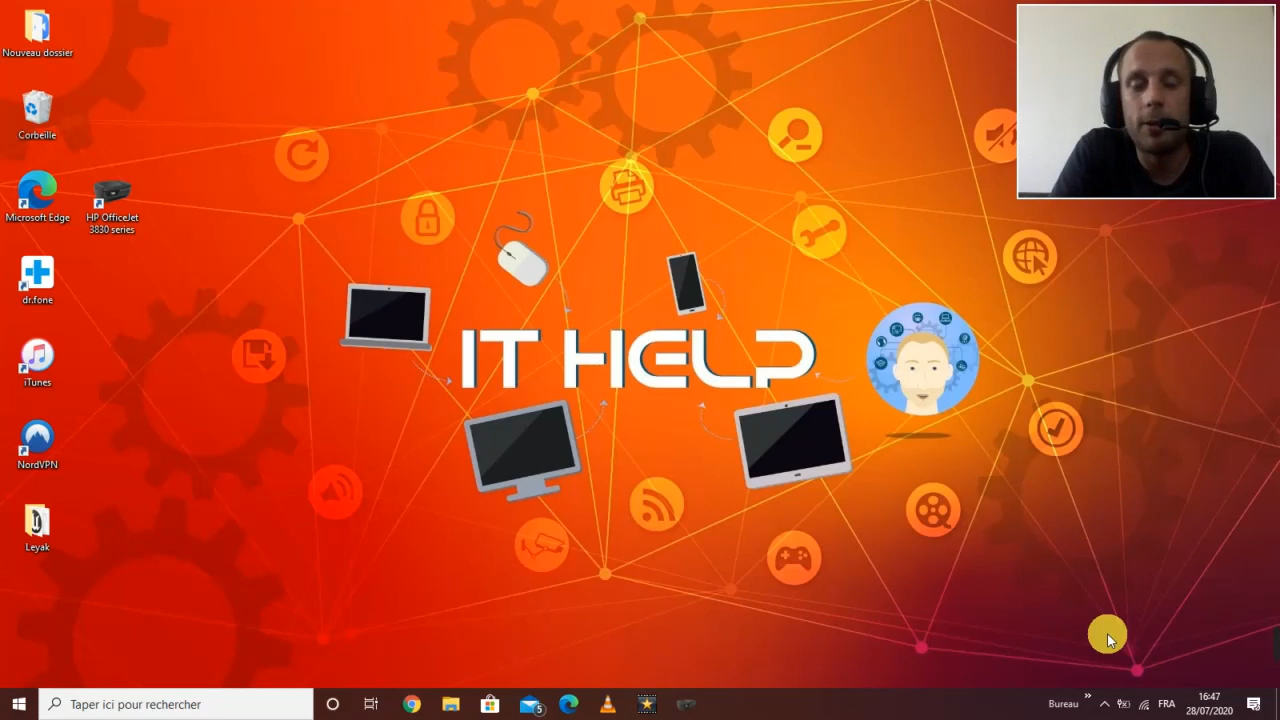 Nouveau dossier
Corbeille
Microsoft Edge
HP OfficeJet
3830 series
dr.fone
iTunes
NordVPN
Leyak
IT HELP
Taper ici pour rechercher
5
Bureau
FRA
16:47
28/07/2020